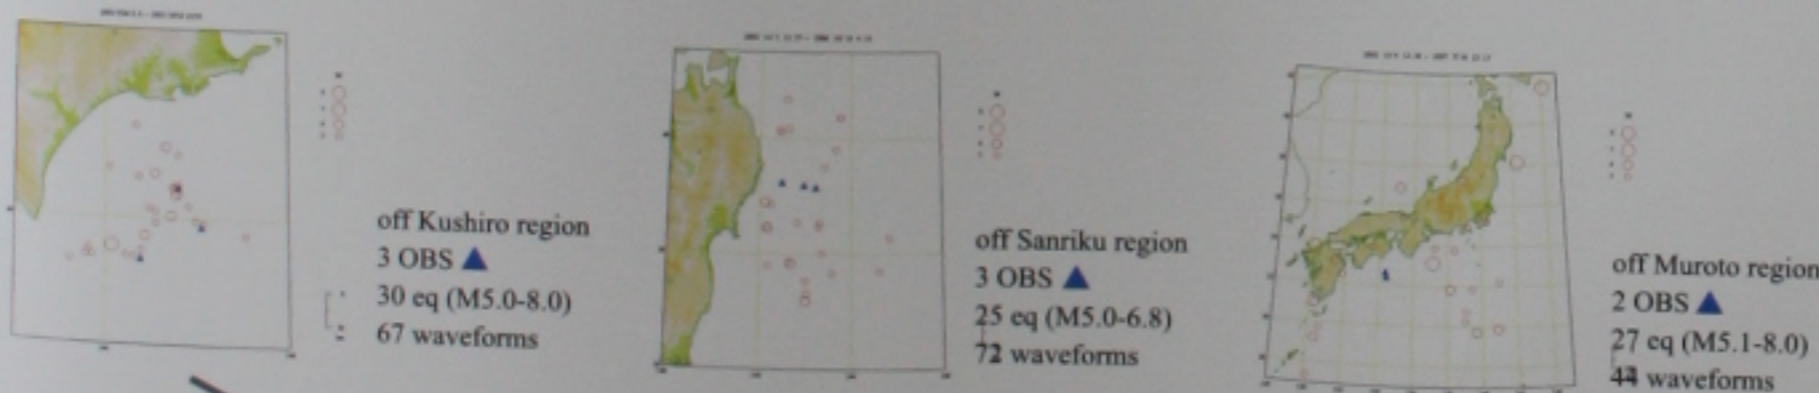 off Kushiro region
3 OBS ▲
30 eq (M5.0-8.0)
67 waveforms
off Sanriku region
3 OBS ▲
25 eq (M5.0-6.8)
72 waveforms
off Muroto region
2 OBS ▲
27 eq (M5.1-8.0)
44 waveforms